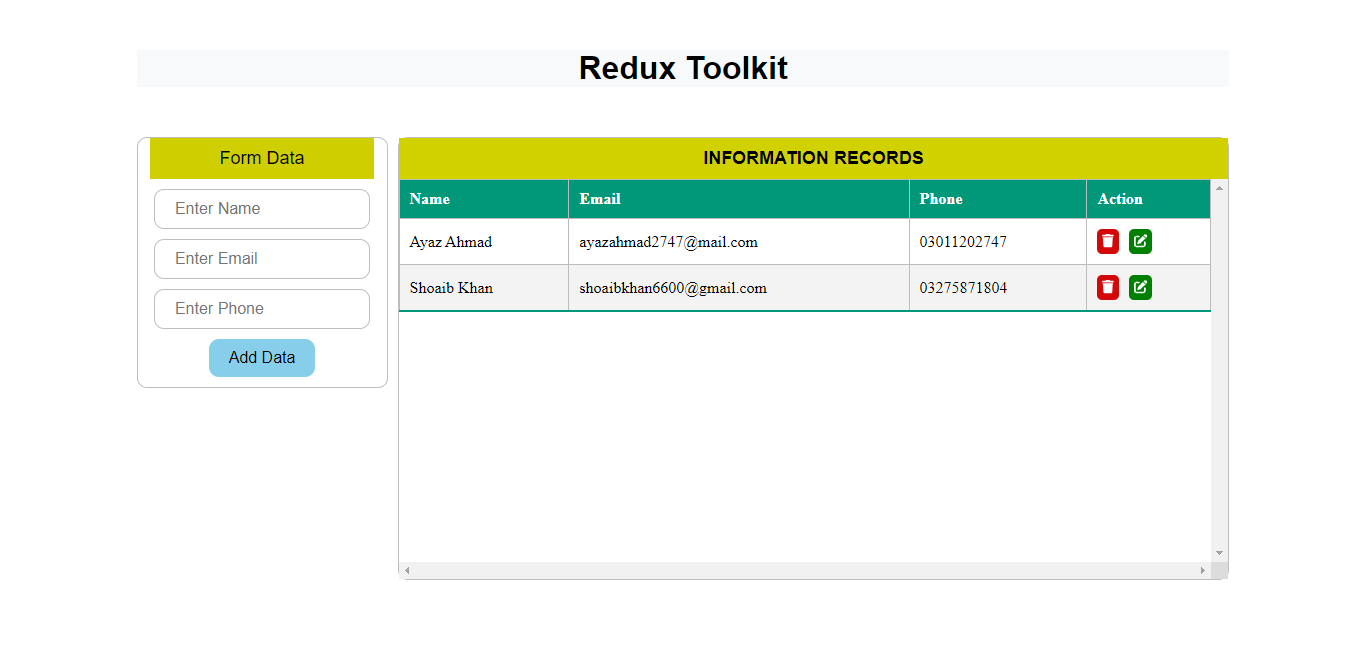 Redux Toolkit
Form Data
Enter Name
Enter Email
Enter Phone
Add Data
INFORMATION RECORDS
Name Email Phone Action
Ayaz Ahmad ayazahmad2747@mail.com 03011202747
Shoaib Khan shoaibkhan6600@gmail.com 03275871804